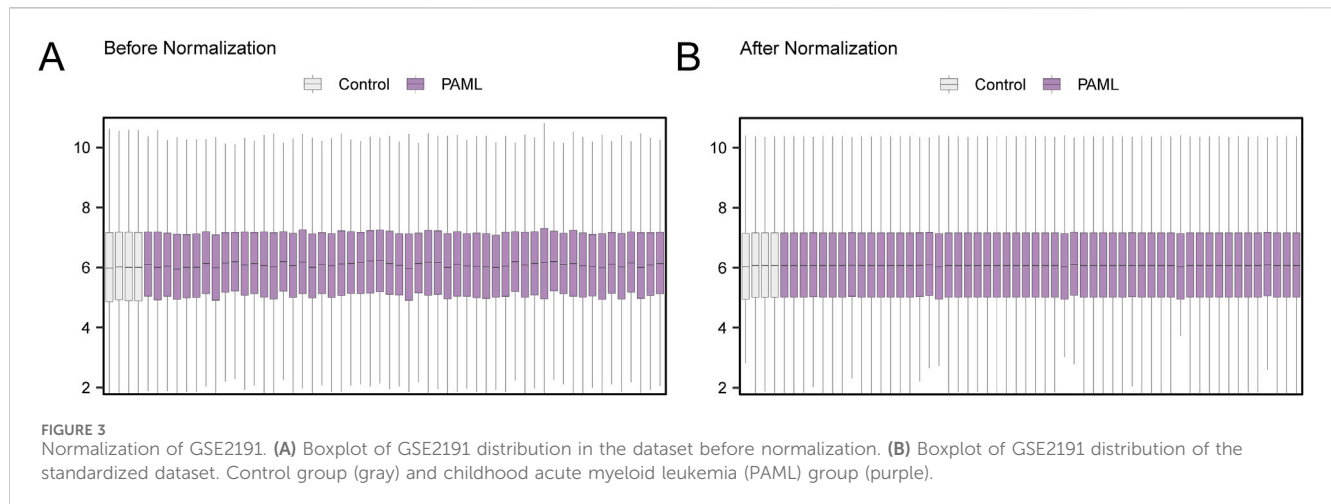 A Before Normalization
Control PAML
10
8
6
4
2
B After Normalization
Control PAML
10
8
6
4
2
FIGURE 3
Normalization of GSE2191. (A) Boxplot of GSE2191 distribution in the dataset before normalization. (B) Boxplot of GSE2191 distribution of the
standardized dataset. Control group (gray) and childhood acute myeloid leukemia (PAML) group (purple).